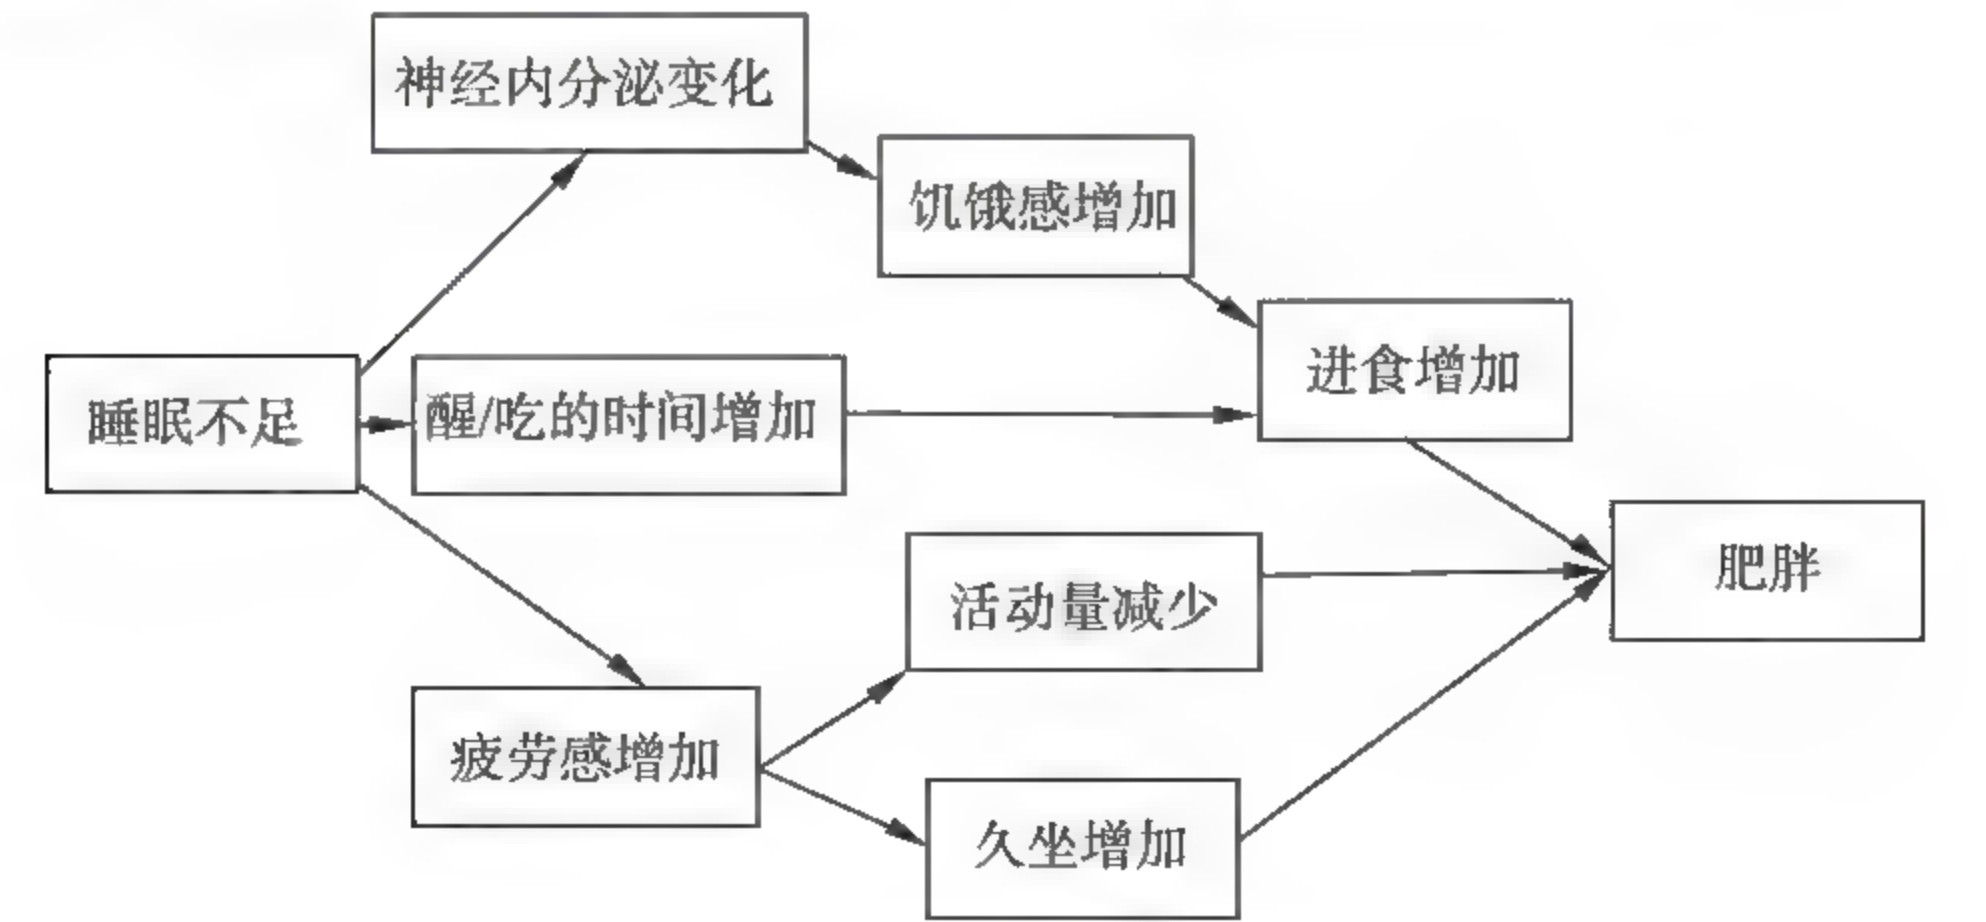 神经内分泌变化
饥饿感增加
进食增加
睡眠不足
醒/吃的时间增加
肥胖
活动量减少
疲劳感增加
久坐增加